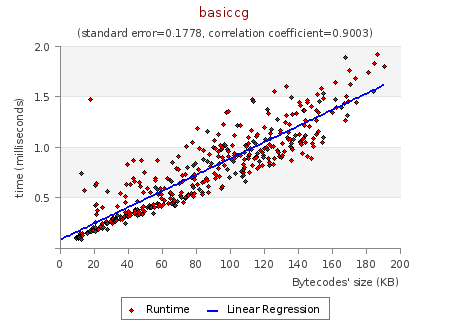 basiccg
(standard error=0.1778, correlation coefficient=0.9003)
2.0
1.5
1.0
0.5
time (milliseconds)
0 20 40 60 80 100 120 140 160 180 200
Bytecodes' size (KB)
Runtime Linear Regression